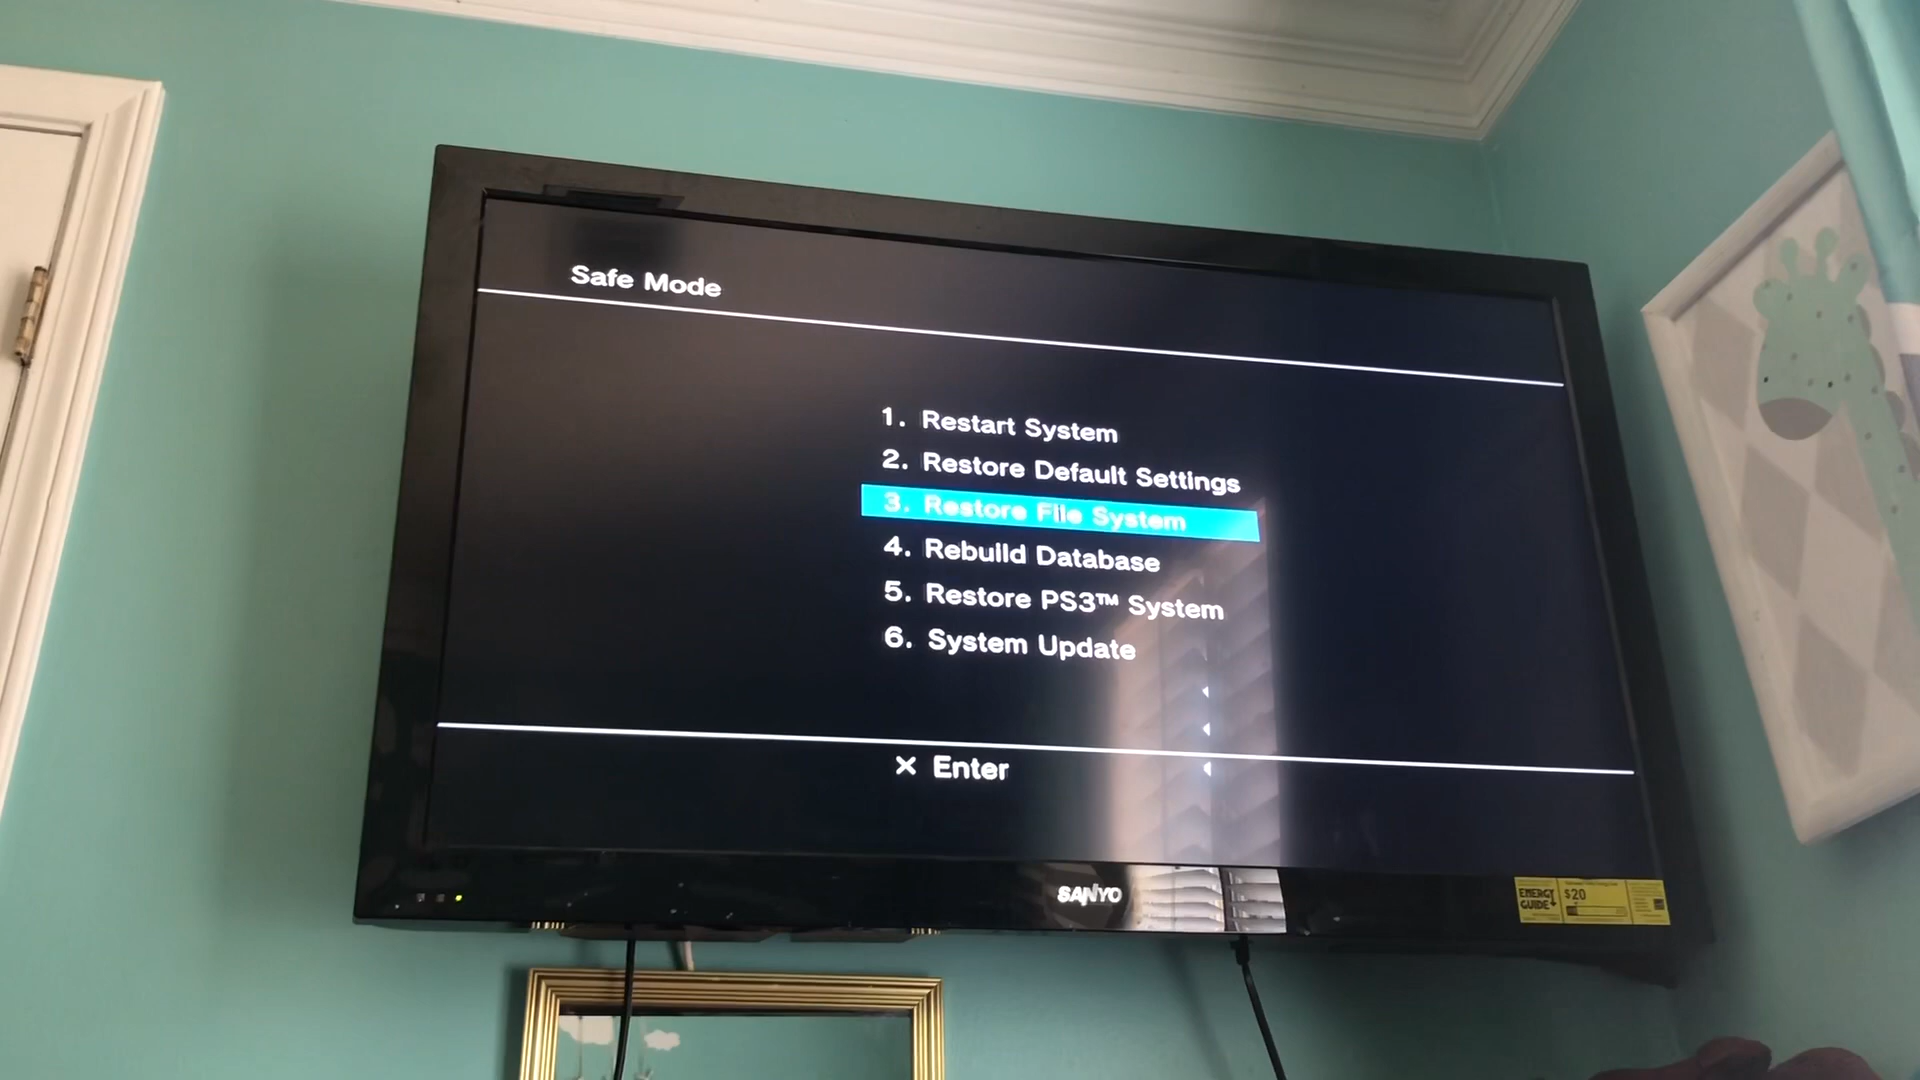 Safe Mode
1. Restart System
2. Restore Default Settings
3. Restore File System
4. Rebuild Database
5. Restore PS3™ System
6. System Update
✕ Enter
SANYO
ENERGY
GUIDE
$20